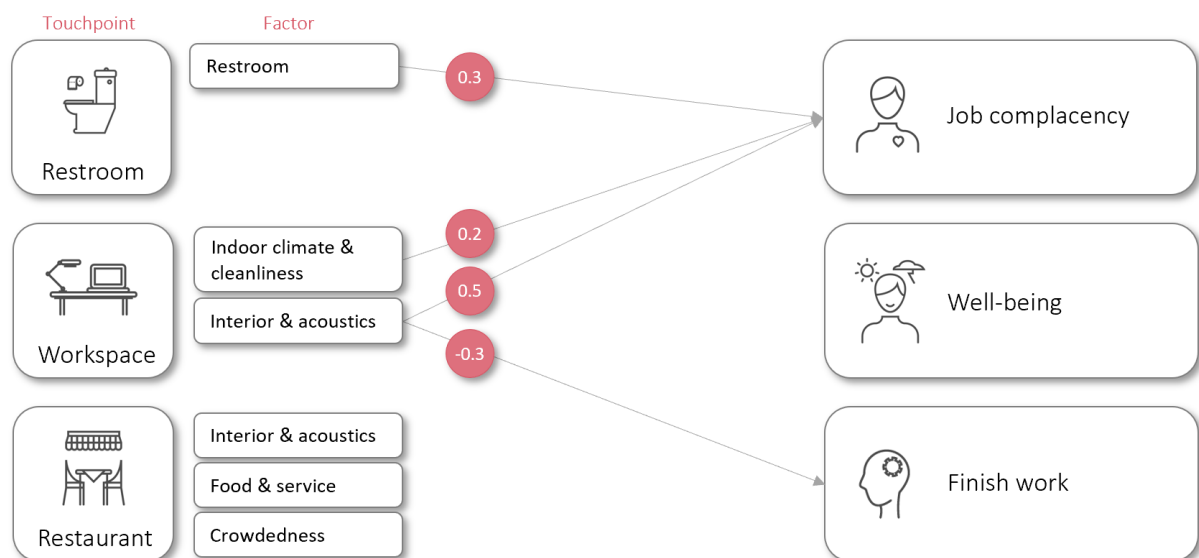 Touchpoint
Factor
Restroom
Restroom
0.3
Job complacency
Workspace
Indoor climate &
cleanliness
0.2
Interior & acoustics
0.5
-0.3
Well-being
Restaurant
Interior & acoustics
Food & service
Crowdedness
Finish work